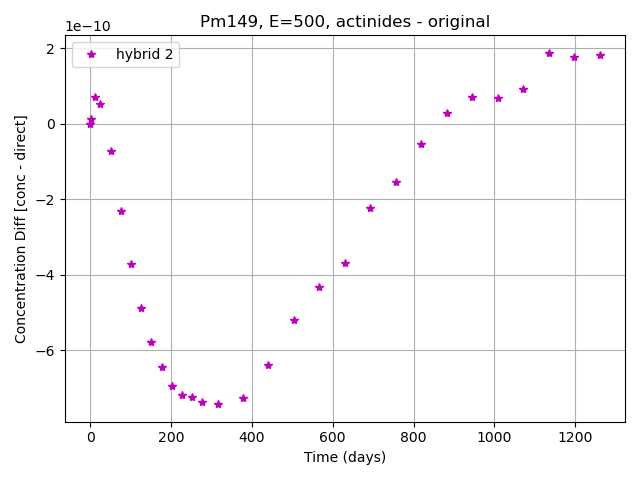 Pm149, E=500, actinides - original
1e−10
hybrid 2
2
0
−2
−4
−6
Concentration Diff [conc - direct]
0 200 400 600 800 1000 1200
Time (days)